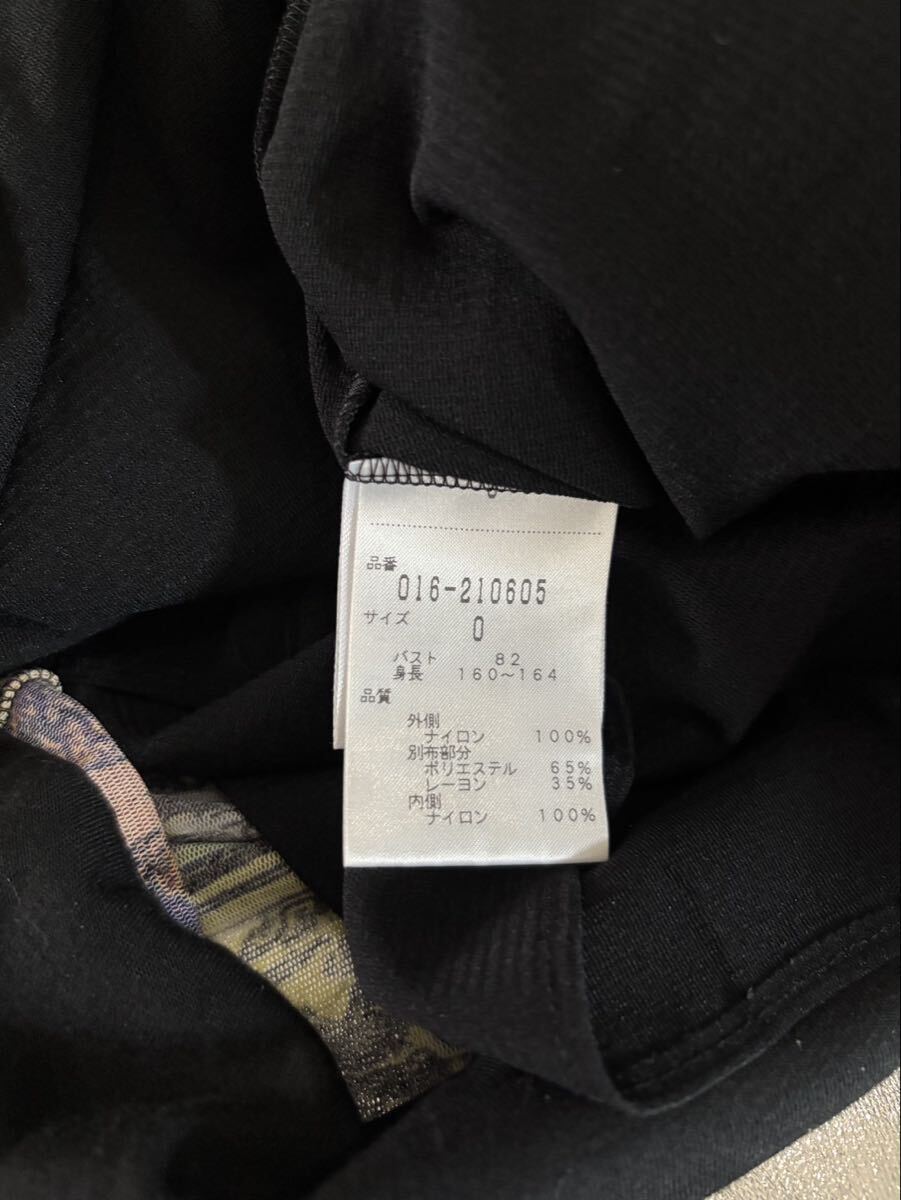 品番
016-210605
サイズ
0
バスト 82
身長 160~164
品質
外側
ナイロン 100%
別布部分
ポリエステル 65%
レーヨン 35%
内側
ナイロン 100%